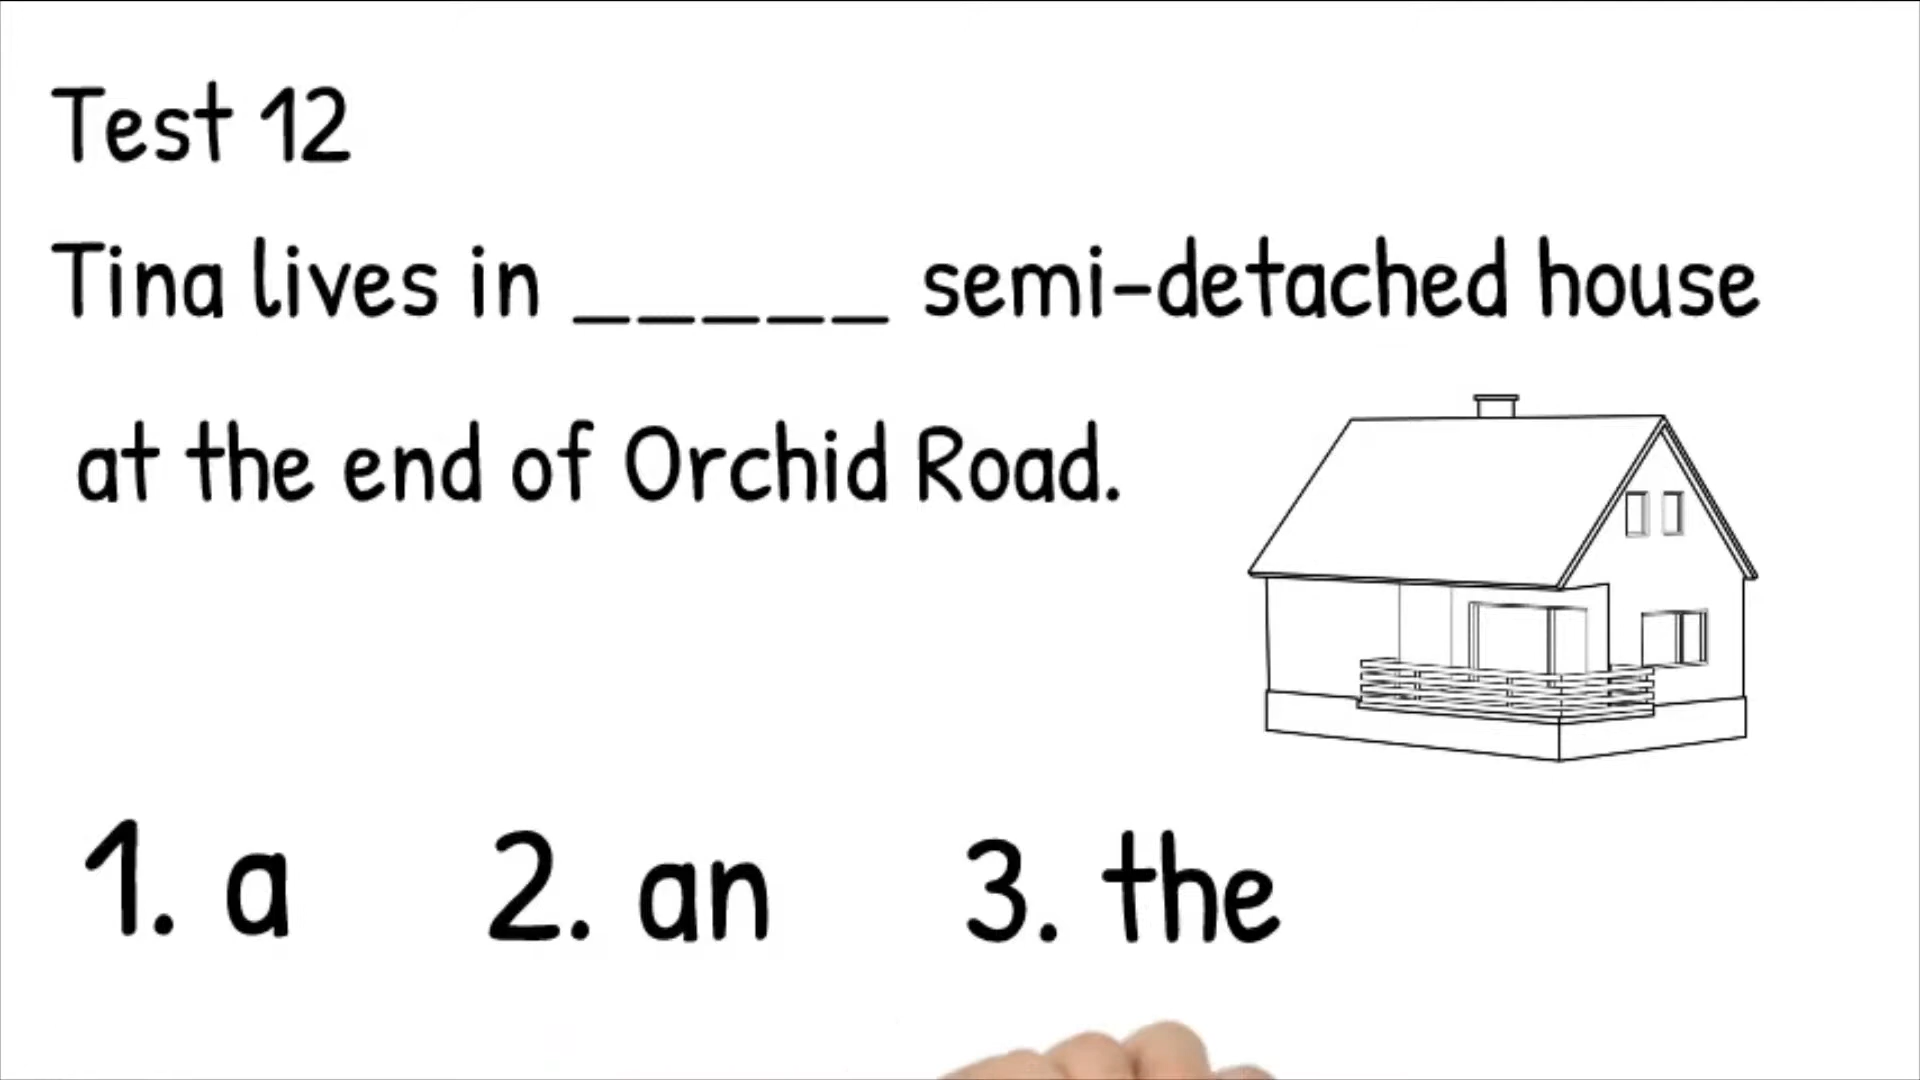 Test 12
Tina lives in _____ semi-detached house
at the end of Orchid Road.
1. a 2. an 3. the